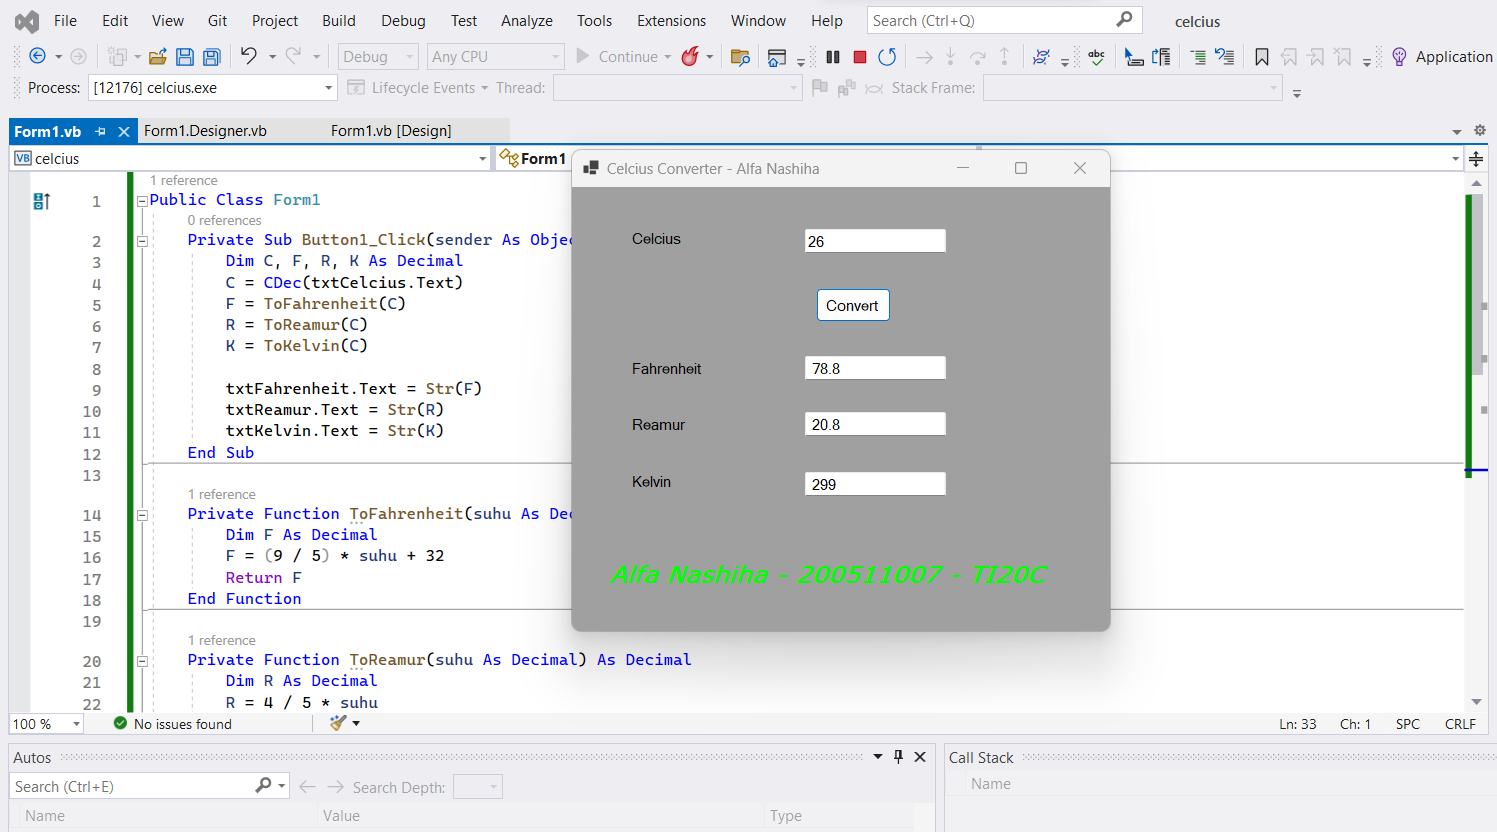 File Edit View Git Project Build Debug Test Analyze Tools Extensions Window Help Search (Ctrl+Q) celcius
Debug Any CPU Continue abc Application
Process: [12176] celcius.exe Lifecycle Events Thread: Stack Frame:
Form1.vb Form1.Designer.vb Form1.vb [Design]
VB celcius Form1
1 reference
1 Public Class Form1
0 references
2 Private Sub Button1_Click(sender As Objec
3 Dim C, F, R, K As Decimal
4 C = CDec(txtCelcius.Text)
5 F = ToFahrenheit(C)
6 R = ToReamur(C)
7 K = ToKelvin(C)
8
9 txtFahrenheit.Text = Str(F)
10 txtReamur.Text = Str(R)
11 txtKelvin.Text = Str(K)
12 End Sub
13
1 reference
14 Private Function ToFahrenheit(suhu As Dec
15 Dim F As Decimal
16 F = (9 / 5) * suhu + 32
17 Return F
18 End Function
19
1 reference
20 Private Function ToReamur(suhu As Decimal) As Decimal
21 Dim R As Decimal
22 R = 4 / 5 * suhu
Celcius Converter - Alfa Nashiha
Celcius 26
Convert
Fahrenheit 78.8
Reamur 20.8
Kelvin 299
Alfa Nashiha - 200511007 - TI20C
100 % No issues found Ln: 33 Ch: 1 SPC CRLF
Autos
Search (Ctrl+E) Search Depth:
Name Value Type
Call Stack
Name